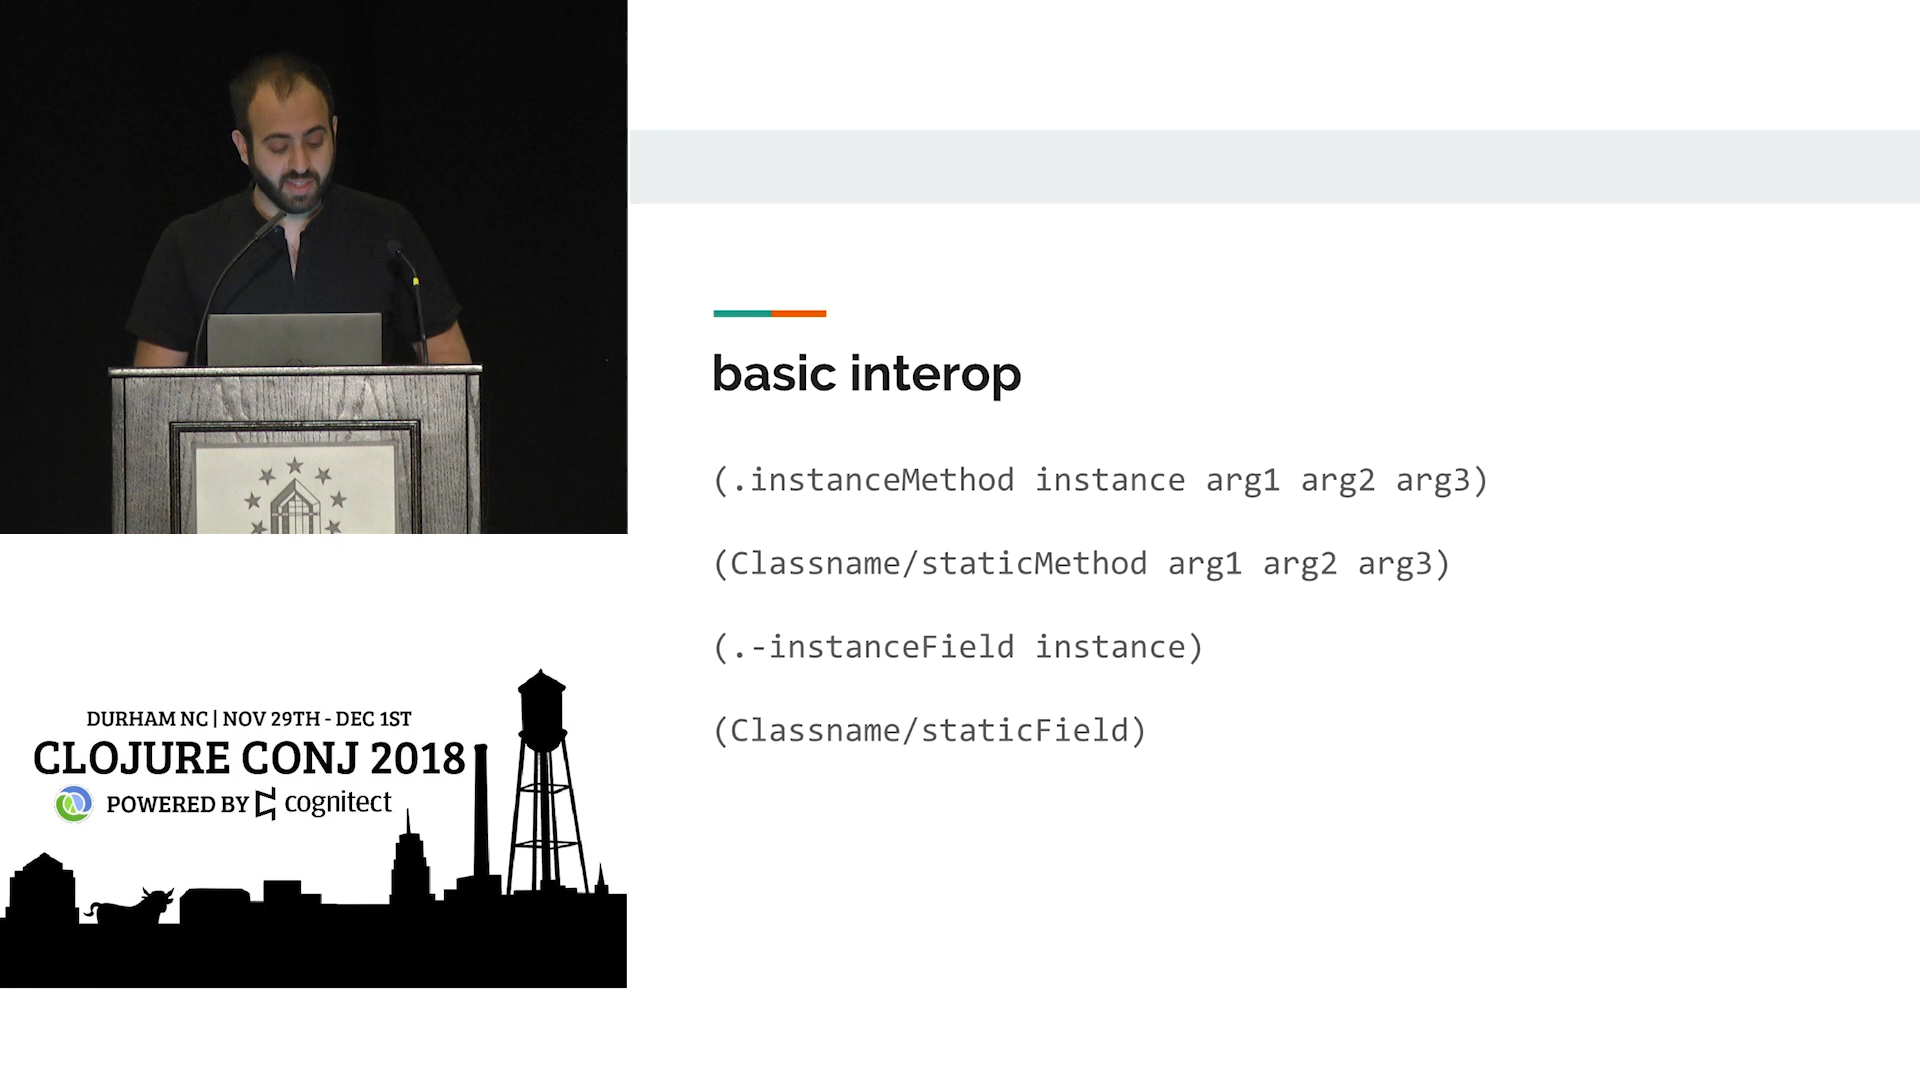 basic interop
(.instanceMethod instance arg1 arg2 arg3)
(Classname/staticMethod arg1 arg2 arg3)
(.-instanceField instance)
(Classname/staticField)
DURHAM NC | NOV 29TH - DEC 1ST
CLOJURE CONJ 2018
POWERED BY cognitect